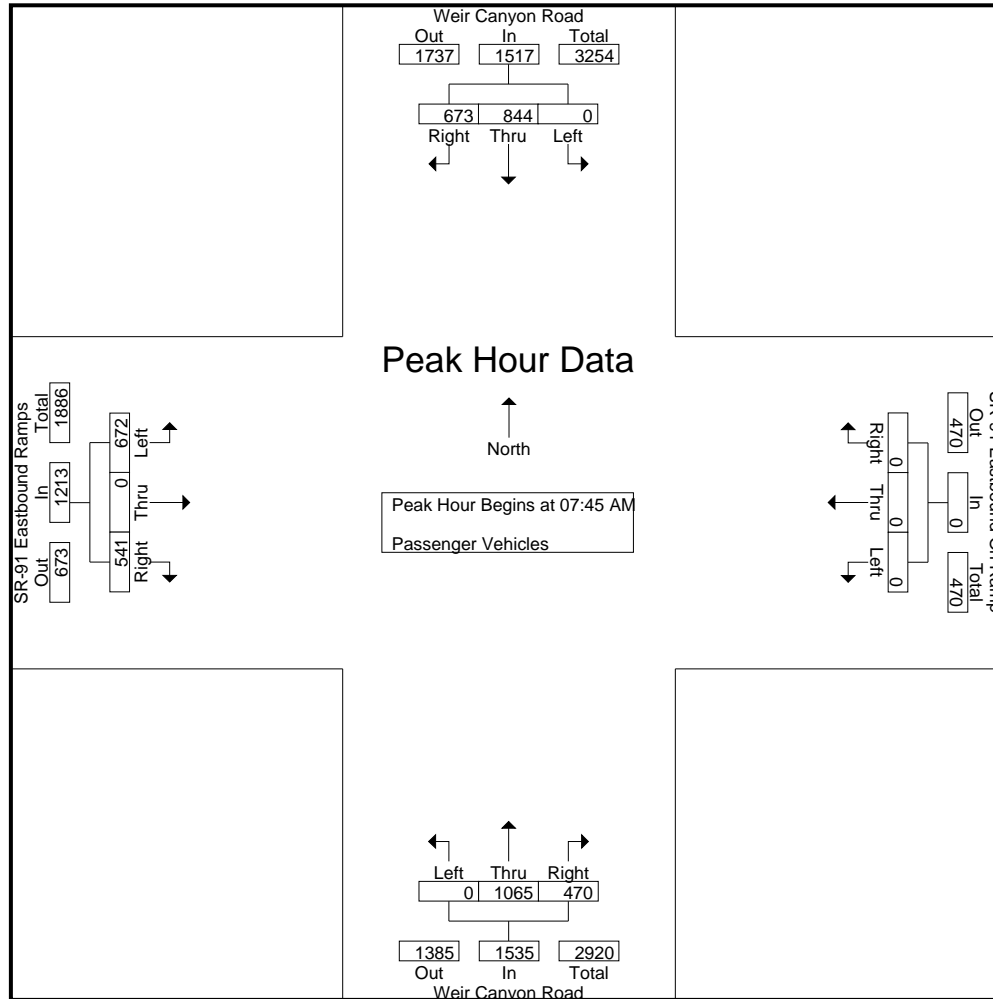 Weir Canyon Road
Out In Total
1737 1517 3254
673 844 0
Right Thru Left
Peak Hour Data
North
Peak Hour Begins at 07:45 AM
Passenger Vehicles
SR-91 Eastbound Ramps
Out In Total
673 1213 1886
Left Thru Right
672 0 541
Out In Total
470 0 470
Right Thru Left
0 0 0
Left Thru Right
0 1065 470
1385 1535 2920
Out In Total
Weir Canyon Road